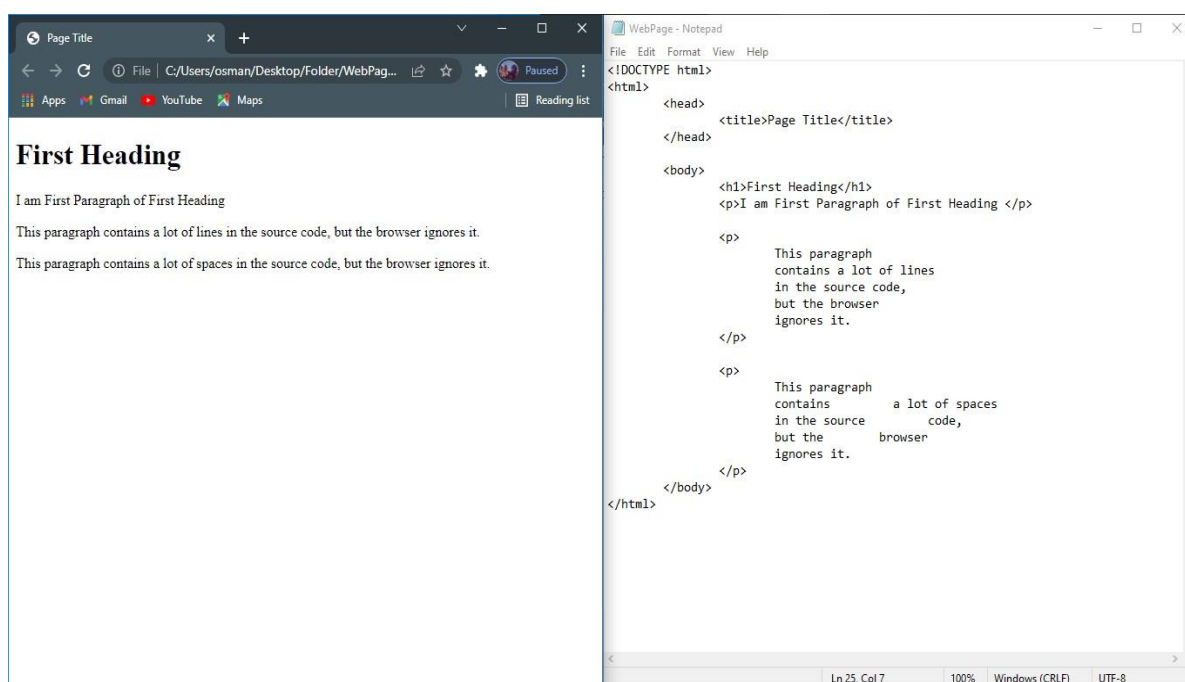 Page Title
File | C:/Users/osman/Desktop/Folder/WebPag... Paused
Apps Gmail YouTube Maps Reading list
First Heading
I am First Paragraph of First Heading
This paragraph contains a lot of lines in the source code, but the browser ignores it.
This paragraph contains a lot of spaces in the source code, but the browser ignores it.
WebPage - Notepad
File Edit Format View Help
<!DOCTYPE html>
<html>
<head>
<title>Page Title</title>
</head>
<body>
<h1>First Heading</h1>
<p>I am First Paragraph of First Heading </p>
<p>
This paragraph
contains a lot of lines
in the source code,
but the browser
ignores it.
</p>
<p>
This paragraph
contains         a lot of spaces
in the source         code,
but the        browser
ignores it.
</p>
</body>
</html>
Ln 25, Col 7 100% Windows (CRLF) UTF-8